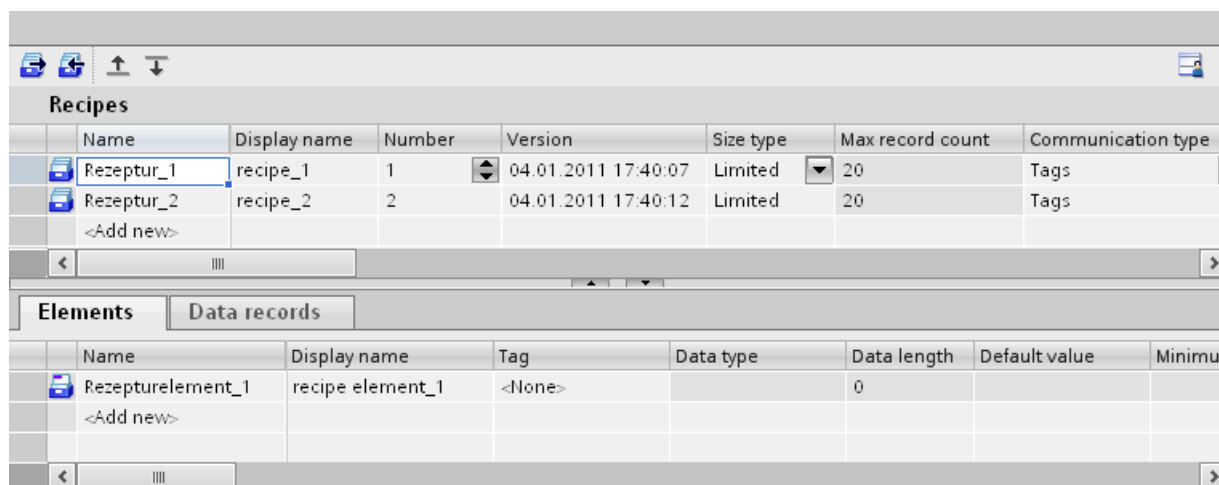 Recipes
Name Display name Number Version Size type Max record count Communication type
Rezeptur_1 recipe_1 1 04.01.2011 17:40:07 Limited 20 Tags
Rezeptur_2 recipe_2 2 04.01.2011 17:40:12 Limited 20 Tags
<Add new>
Elements Data records
Name Display name Tag Data type Data length Default value Minimu
Rezepturelement_1 recipe element_1 <None> 0
<Add new>